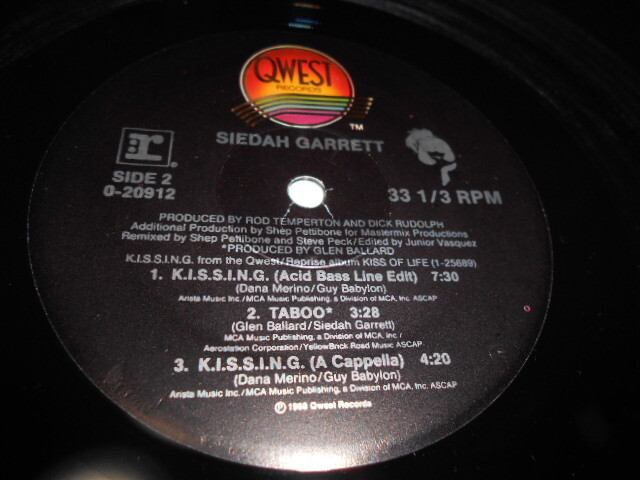 QWEST
RECORDS
TM
SIEDAH GARRETT
r
SIDE 2
0-20912
33 1/3 RPM
PRODUCED BY ROD TEMPERTON AND DICK RUDOLPH
Additional Production by Shep Pettibone for Mastermix Productions
Remixed by Shep Pettibone and Steve Peck/Edited by Junior Vasquez
*PRODUCED BY GLEN BALLARD
K.I.S.S.I.N.G. from the Qwest/Reprise album KISS OF LIFE (1-25689)
1. K.I.S.S.I.N.G. (Acid Bass Line Edit) 7:30
(Dana Merino/Guy Babylon)
Arista Music Inc./MCA Music Publishing, a Division of MCA, Inc. ASCAP
2. TABOO* 3:28
(Glen Ballard/Siedah Garrett)
MCA Music Publishing, a Division of MCA, Inc./
Aerostation Corporation/YellowBrick Road Music ASCAP
3. K.I.S.S.I.N.G. (A Cappella) 4:20
(Dana Merino/Guy Babylon)
Arista Music Inc./MCA Music Publishing, a Division of MCA, Inc. ASCAP
℗ 1988 Qwest Records